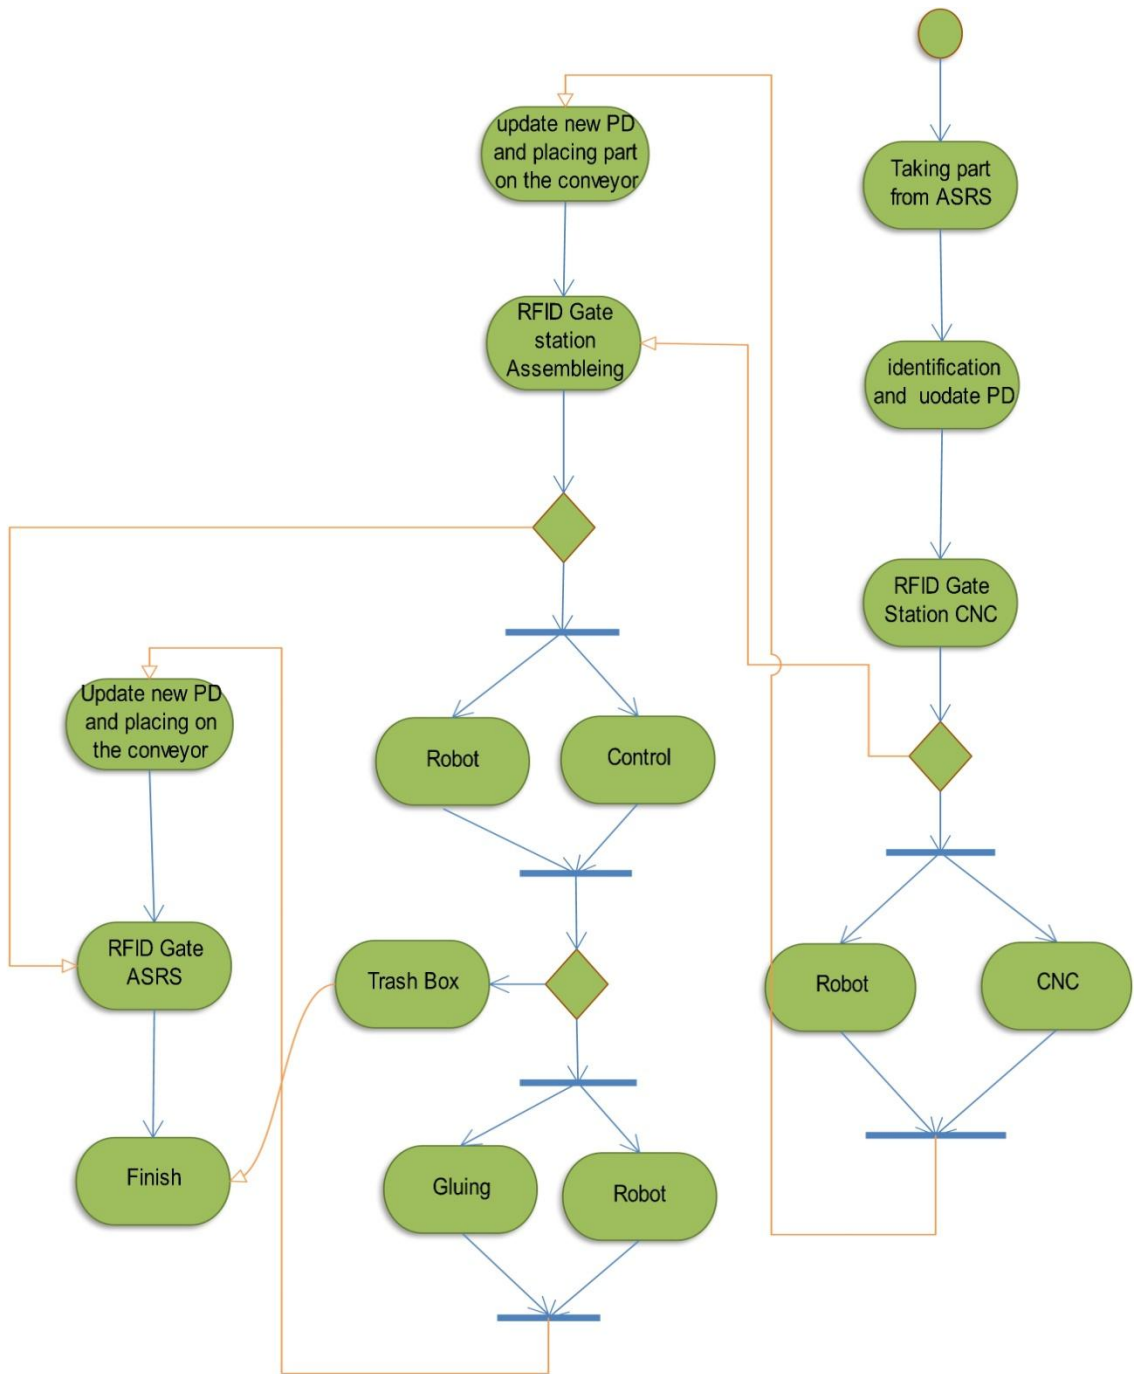 update new PD
and placing part
on the conveyor
Taking part
from ASRS
RFID Gate
station
Assembleing
identification
and uodate PD
RFID Gate
Station CNC
Update new PD
and placing on
the conveyor
Robot
Control
RFID Gate
ASRS
Trash Box
Robot
CNC
Finish
Gluing
Robot